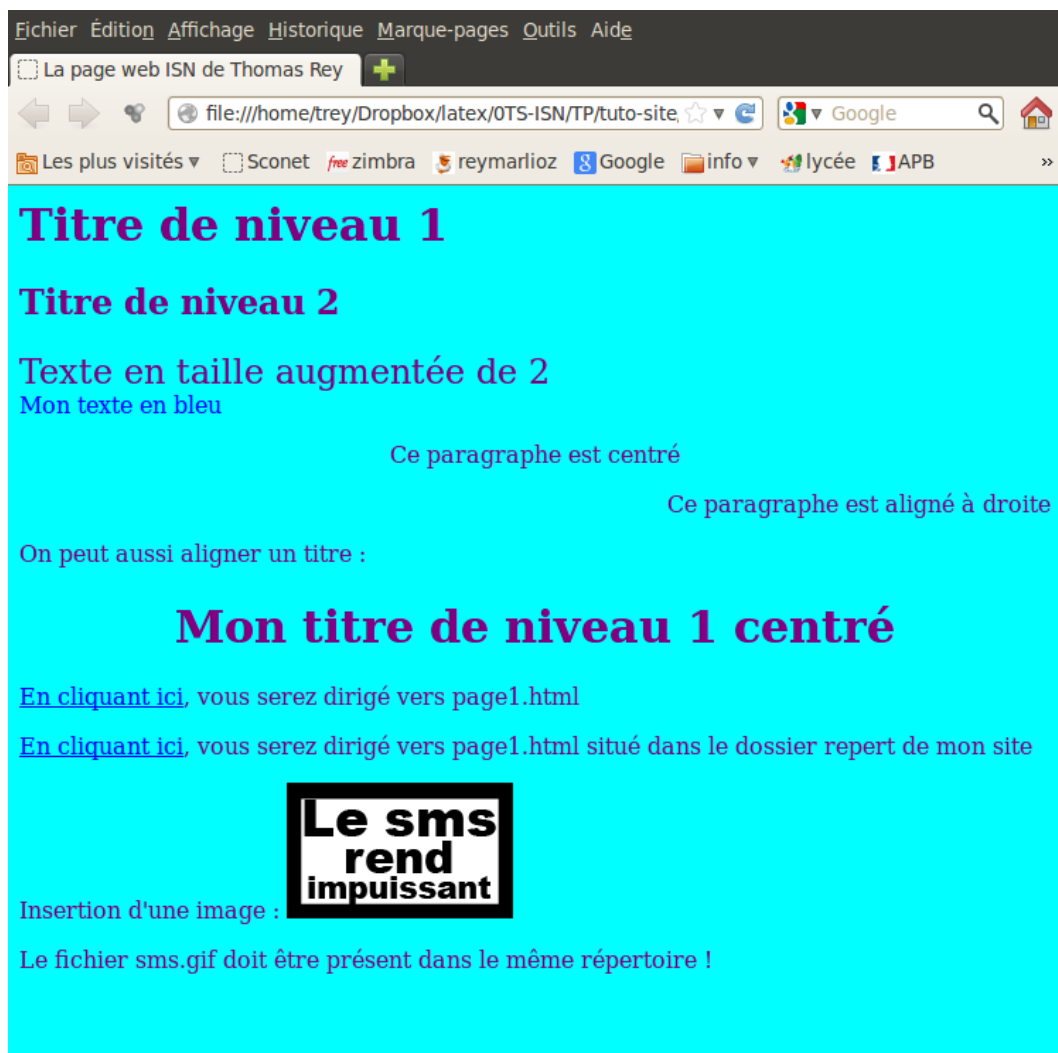 Fichier Édition Affichage Historique Marque-pages Outils Aide
La page web ISN de Thomas Rey
file:///home/trey/Dropbox/latex/0TS-ISN/TP/tuto-site, Google
Les plus visités Sconet free zimbra reymarlioz Google info lycée APB »
Titre de niveau 1
Titre de niveau 2
Texte en taille augmentée de 2
Mon texte en bleu
Ce paragraphe est centré
Ce paragraphe est aligné à droite
On peut aussi aligner un titre :
Mon titre de niveau 1 centré
En cliquant ici, vous serez dirigé vers page1.html
En cliquant ici, vous serez dirigé vers page1.html situé dans le dossier repert de mon site
Le sms
rend
impuissant
Insertion d'une image :
Le fichier sms.gif doit être présent dans le même répertoire !